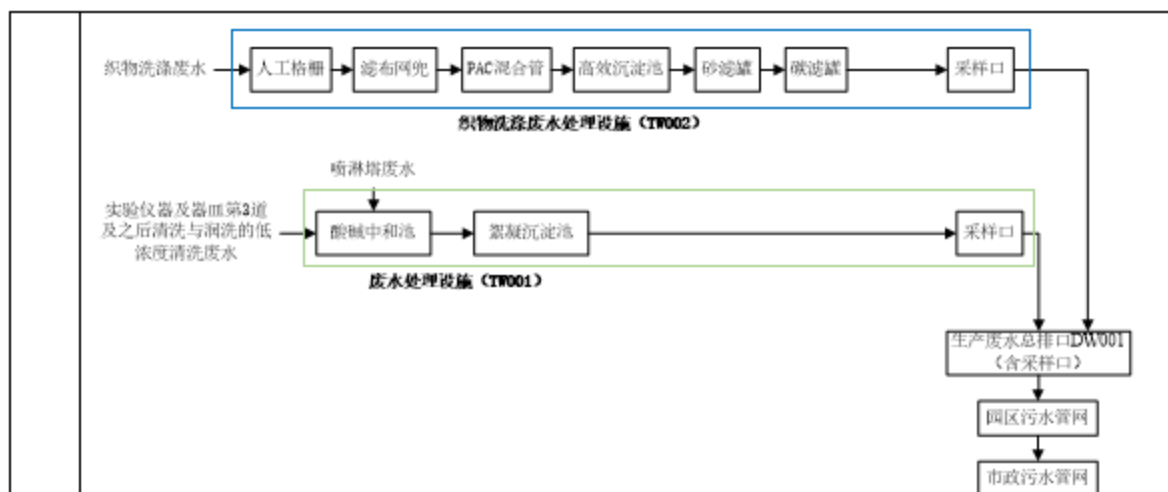 织物洗涤废水
人工格栅
滤布网兜
PAC混合管
高效沉淀池
砂滤罐
碳滤罐
采样口
织物洗涤废水处理设施（TW002）
喷淋塔废水
实验仪器及器皿第3道
及之后清洗与润洗的低
浓度清洗废水
酸碱中和池
絮凝沉淀池
采样口
废水处理设施（TW001）
生产废水总排口DW001
（含采样口）
园区污水管网
市政污水管网